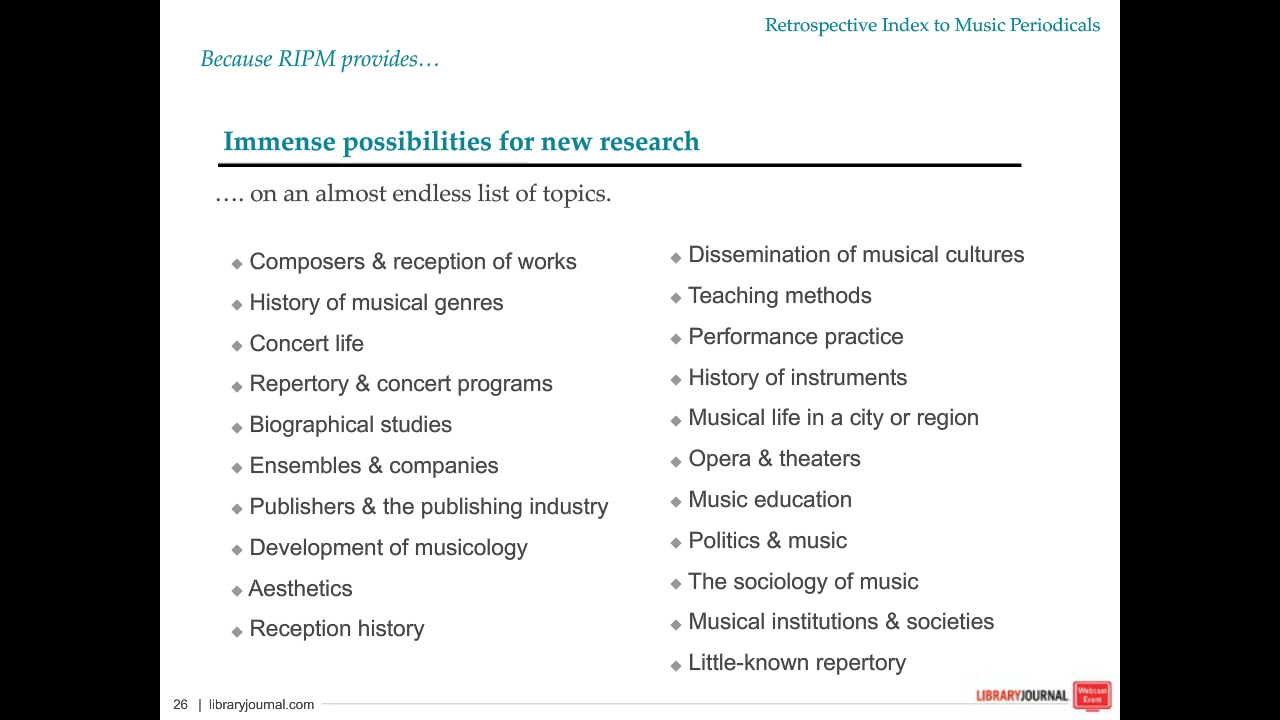 Retrospective Index to Music Periodicals
Because RIPM provides…
Immense possibilities for new research
…. on an almost endless list of topics.
◆ Composers & reception of works
◆ History of musical genres
◆ Concert life
◆ Repertory & concert programs
◆ Biographical studies
◆ Ensembles & companies
◆ Publishers & the publishing industry
◆ Development of musicology
◆ Aesthetics
◆ Reception history
◆ Dissemination of musical cultures
◆ Teaching methods
◆ Performance practice
◆ History of instruments
◆ Musical life in a city or region
◆ Opera & theaters
◆ Music education
◆ Politics & music
◆ The sociology of music
◆ Musical institutions & societies
◆ Little-known repertory
26 | libraryjournal.com
LIBRARYJOURNAL
Webcast
Event